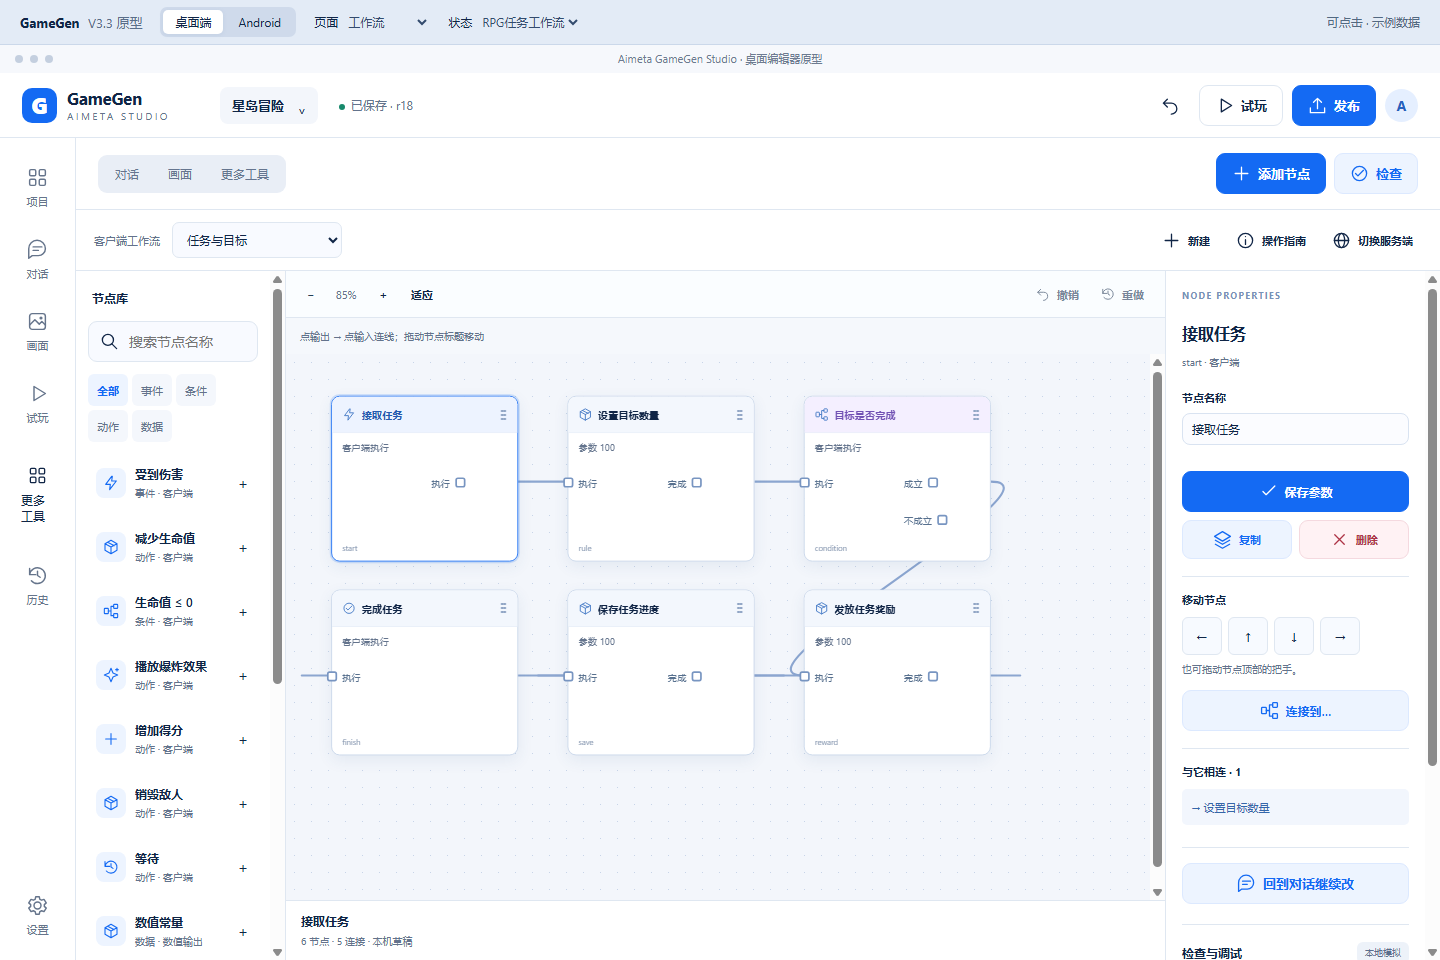 GameGen V3.3 原型 桌面端 Android 页面 工作流 状态 RPG任务工作流 可点击 · 示例数据
Aimeta GameGen Studio · 桌面编辑器原型
G GameGen AIMETA STUDIO 星岛冒险 已保存 · r18 试玩 发布 A
项目
对话
画面
试玩
更多
工具
历史
设置
对话 画面 更多工具 添加节点 检查
客户端工作流 任务与目标 新建 操作指南 切换服务端
节点库
搜索节点名称
全部 事件 条件
动作 数据
受到伤害
事件 · 客户端
+
减少生命值
动作 · 客户端
+
生命值 ≤ 0
条件 · 客户端
+
播放爆炸效果
动作 · 客户端
+
增加得分
动作 · 客户端
+
销毁敌人
动作 · 客户端
+
等待
动作 · 客户端
+
数值常量
数据 · 数值输出
+
− 85% + 适应 撤销 重做
点输出 → 点输入连线；拖动节点标题移动
接取任务
客户端执行
执行
start
设置目标数量
参数 100
执行 完成
rule
目标是否完成
客户端执行
执行 成立
不成立
condition
完成任务
客户端执行
执行
finish
保存任务进度
参数 100
执行 完成
save
发放任务奖励
参数 100
执行 完成
reward
接取任务
6 节点 · 5 连接 · 本机草稿
NODE PROPERTIES
接取任务
start · 客户端
节点名称
接取任务
保存参数
复制 删除
移动节点
← ↑ ↓ →
也可拖动节点顶部的把手。
连接到...
与它相连 · 1
→ 设置目标数量
回到对话继续改
检查与调试 本地模拟